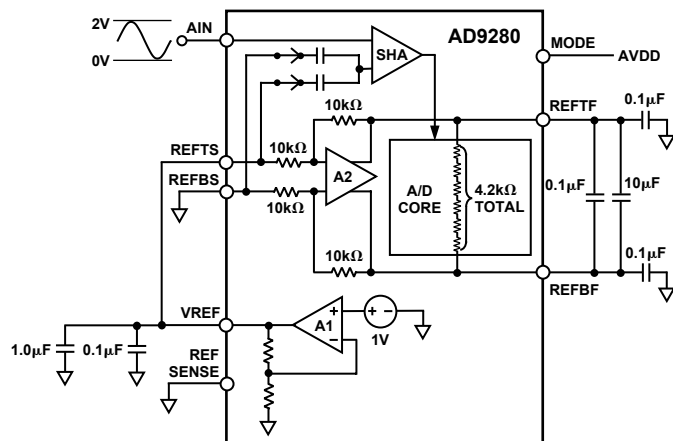 2V
0V
AIN
AD9280
SHA
MODE
AVDD
REFTF
0.1µF
10kΩ
REFTS
10kΩ
REFBS
10kΩ
A2
A/D
CORE
4.2kΩ
TOTAL
0.1µF
10µF
10kΩ
0.1µF
REFBF
VREF
A1
+
−
+ −
1V
1.0µF
0.1µF
REF
SENSE